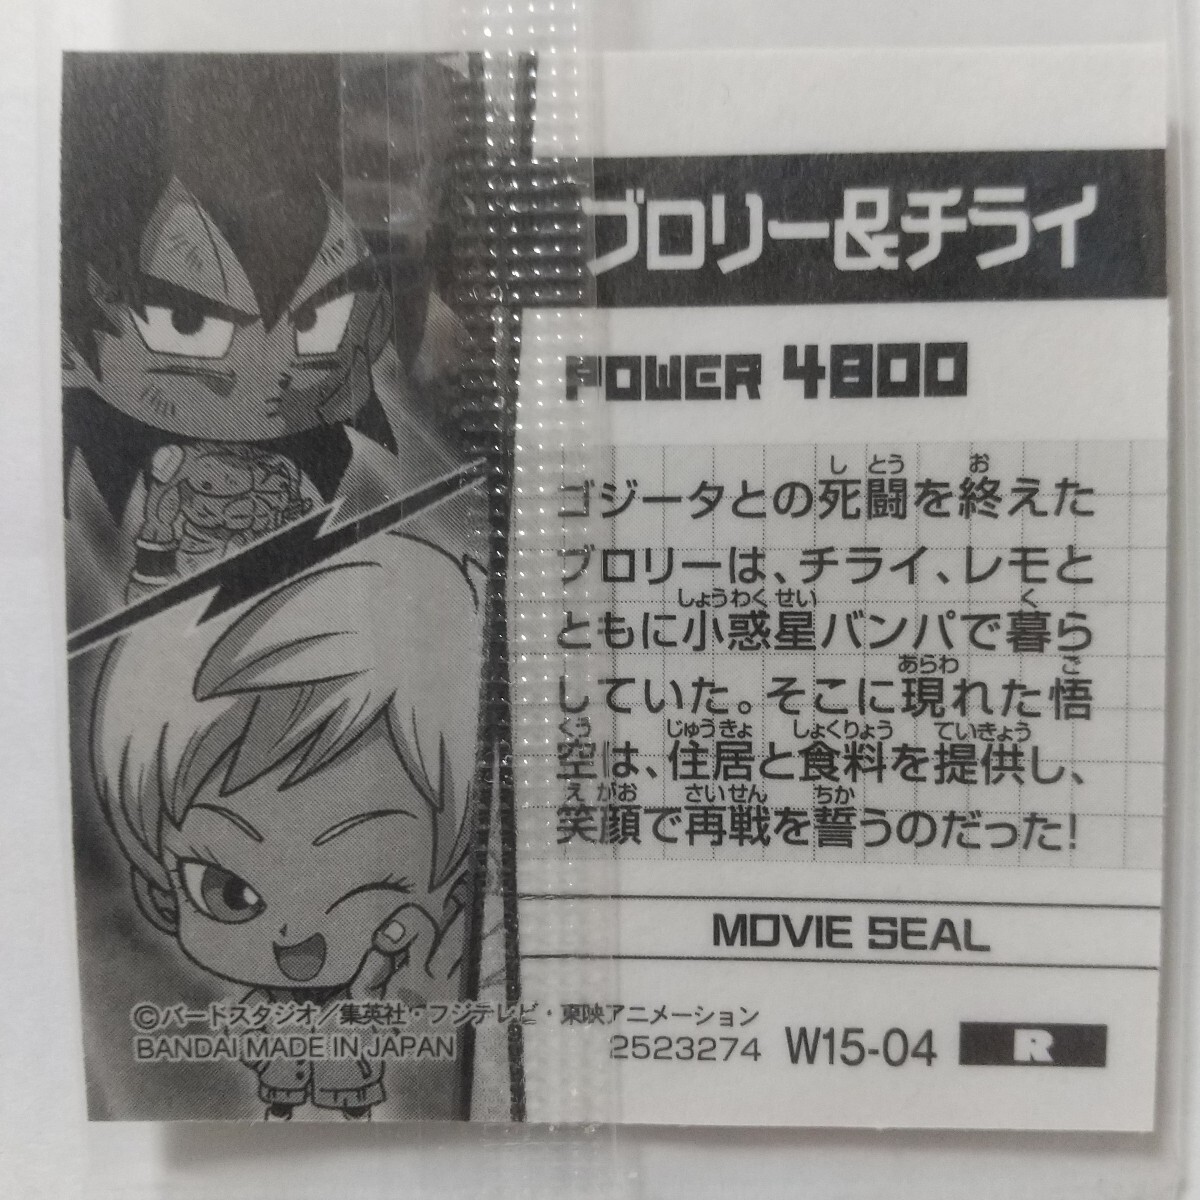 ブロリー&チライ
POWER 4800
ゴジータとの死闘を終えた
ブロリーは、チライ、レモと
ともに小惑星バンパで暮ら
していた。そこに現れた悟
空は、住居と食料を提供し、
笑顔で再戦を誓うのだった!
し とう お
しょうわく せい く
あらわ ご
くう じゅうきょ しょくりょう ていきょう
え がお さいせん ちか
MOVIE SEAL
©バードスタジオ/集英社・フジテレビ・東映アニメーション
BANDAI MADE IN JAPAN
2523274 W15-04 R